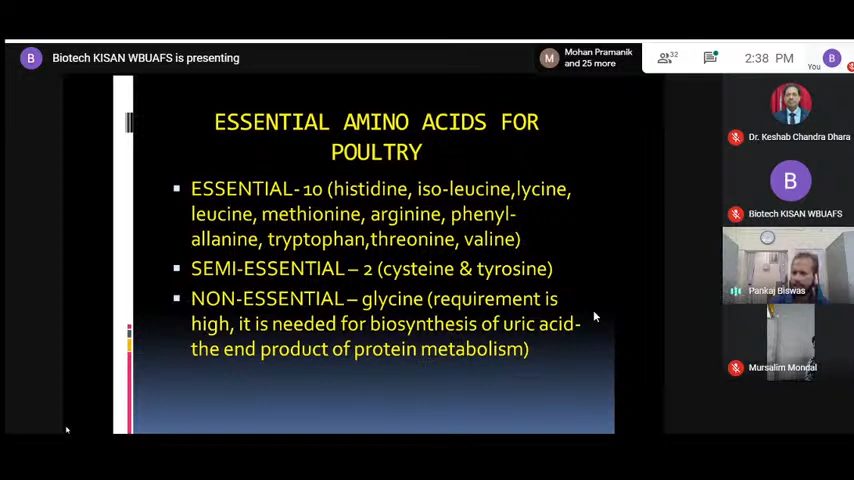 B Biotech KISAN WBUAFS is presenting
M Mohan Pramanik
and 25 more
32
2:38 PM
You B
ESSENTIAL AMINO ACIDS FOR
POULTRY
ESSENTIAL- 10 (histidine, iso-leucine,lycine,
leucine, methionine, arginine, phenyl-
allanine, tryptophan,threonine, valine)
SEMI-ESSENTIAL – 2 (cysteine & tyrosine)
NON-ESSENTIAL – glycine (requirement is
high, it is needed for biosynthesis of uric acid-
the end product of protein metabolism)
Dr. Keshab Chandra Dhara
B
Biotech KISAN WBUAFS
Pankaj Biswas
Mursalim Mondal